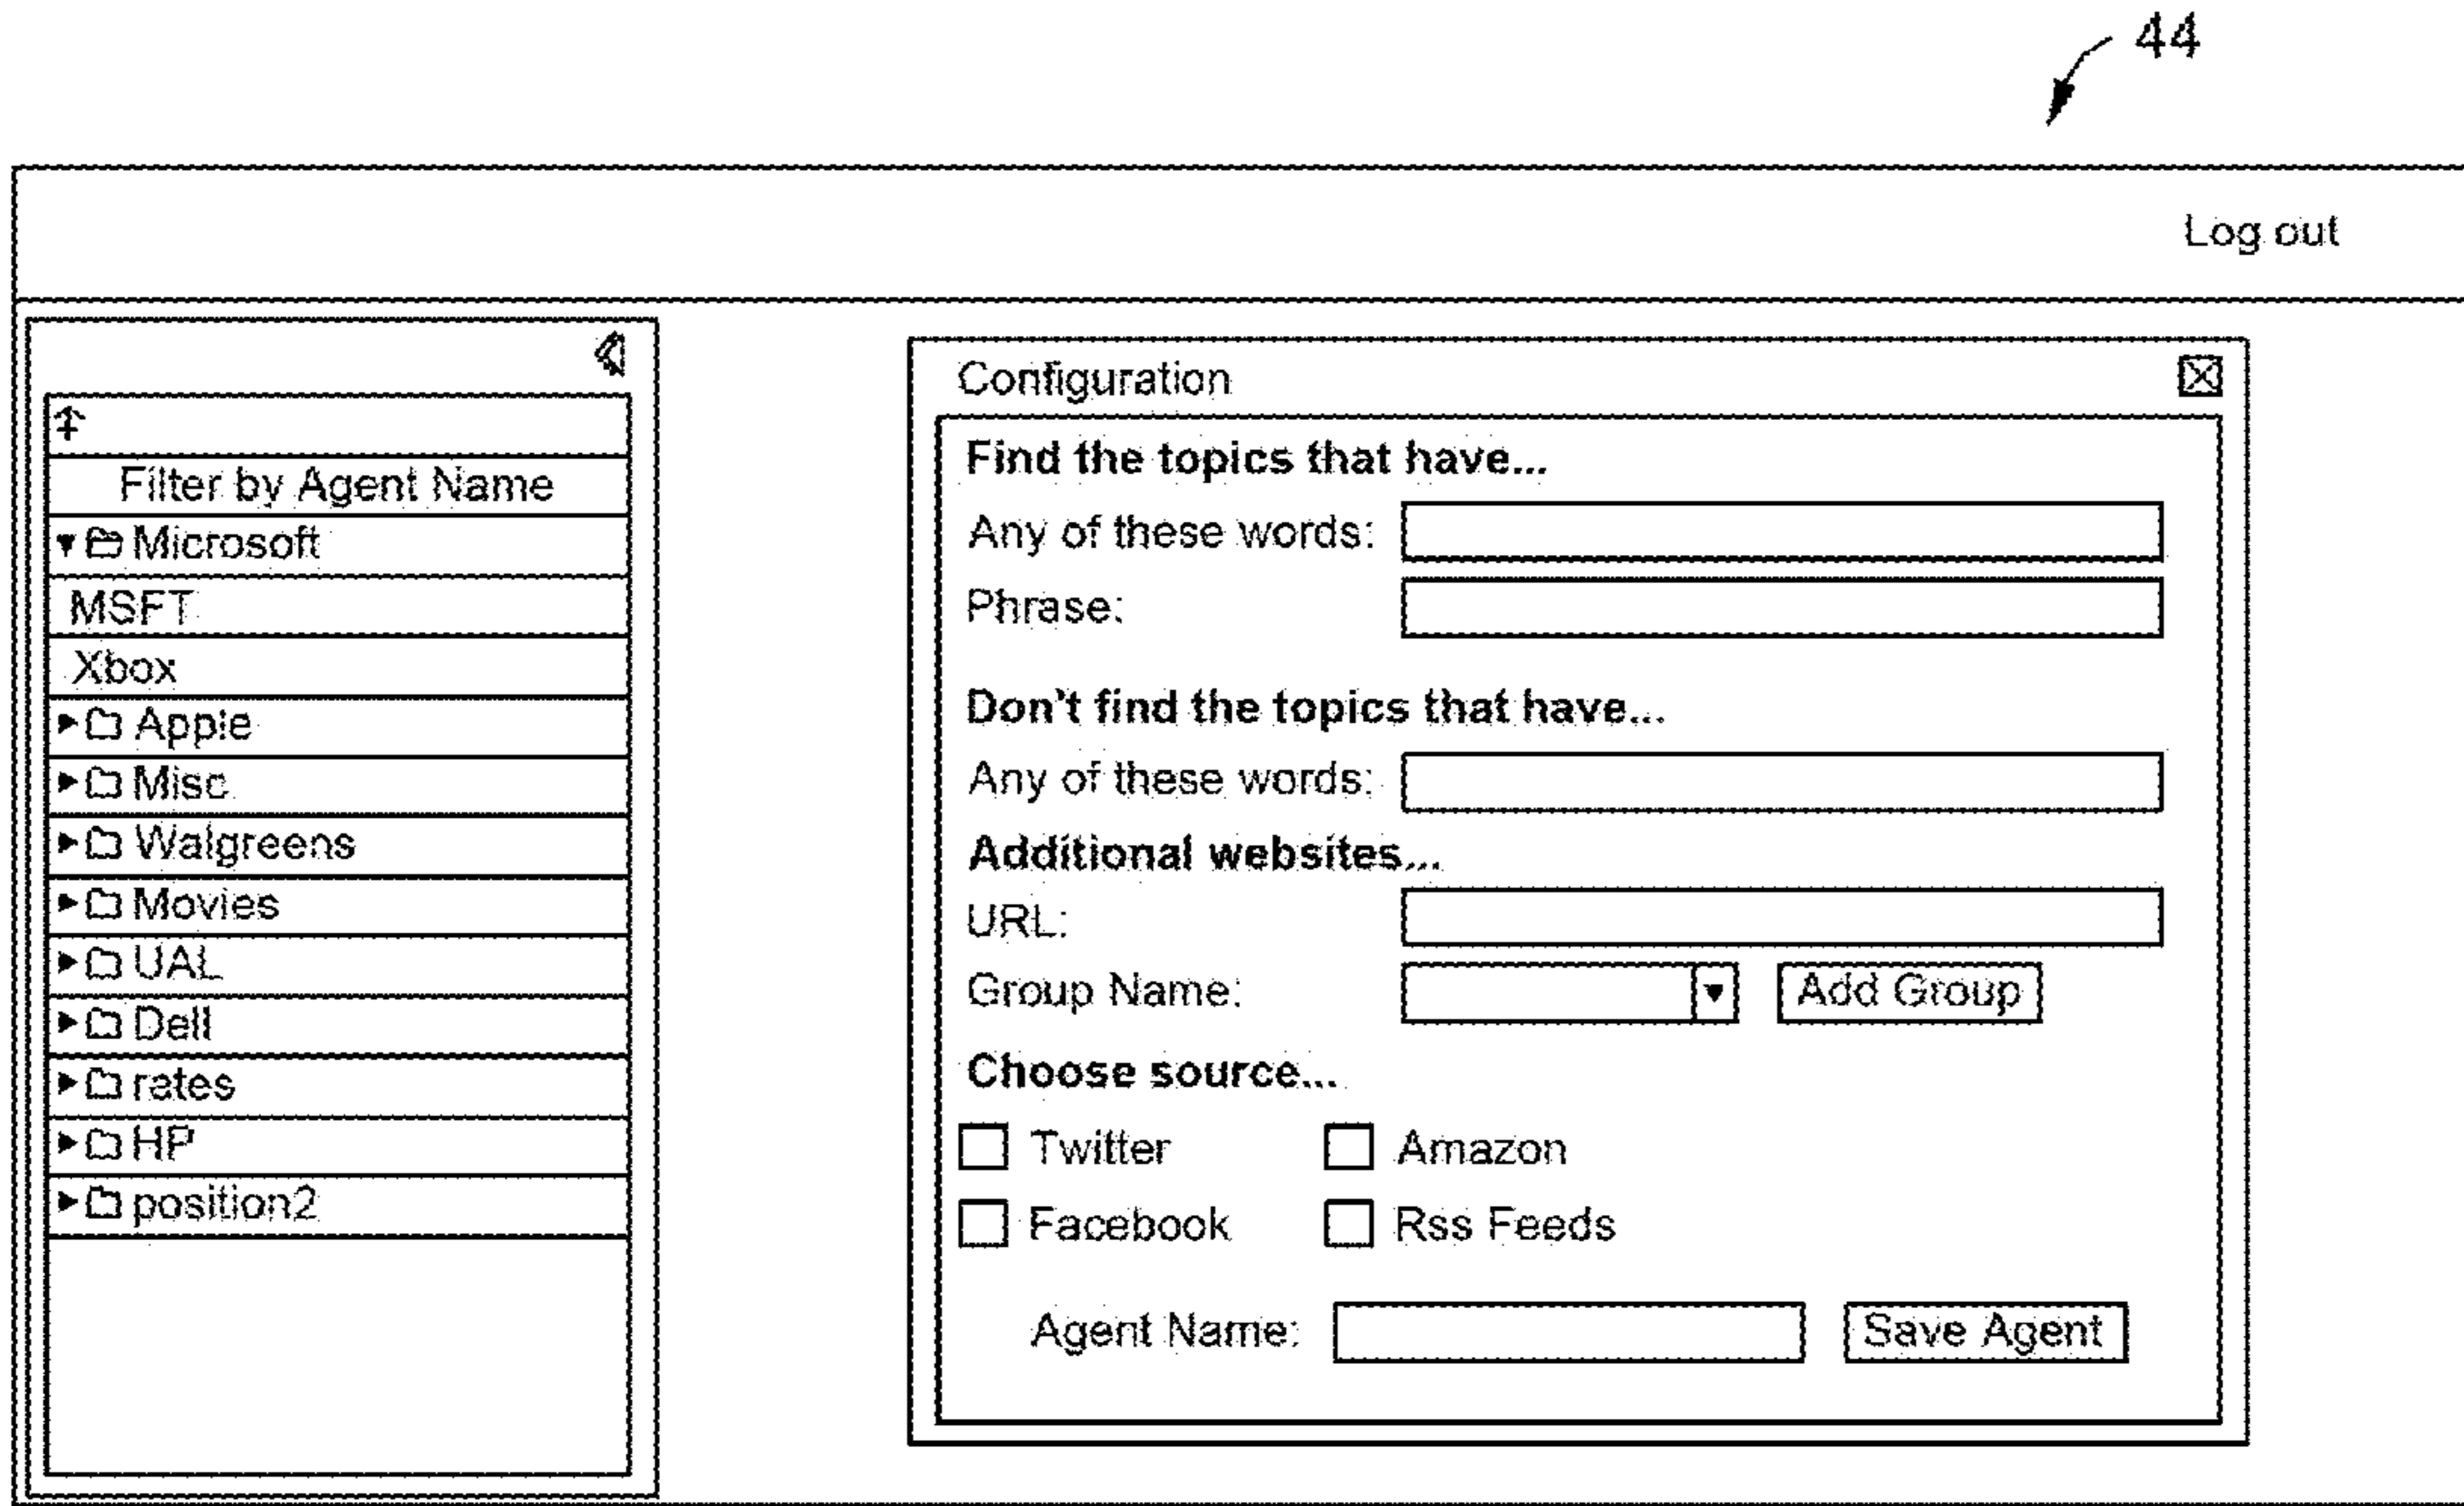 44
Log out
Filter by Agent Name
Microsoft
MSFT
Xbox
Apple
Misc
Walgreens
Movies
UAL
Dell
rates
HP
position2
Configuration
Find the topics that have...
Any of these words:
Phrase:
Don't find the topics that have...
Any of these words:
Additional websites...
URL:
Group Name: Add Group
Choose source...
Twitter Amazon
Facebook Rss Feeds
Agent Name: Save Agent